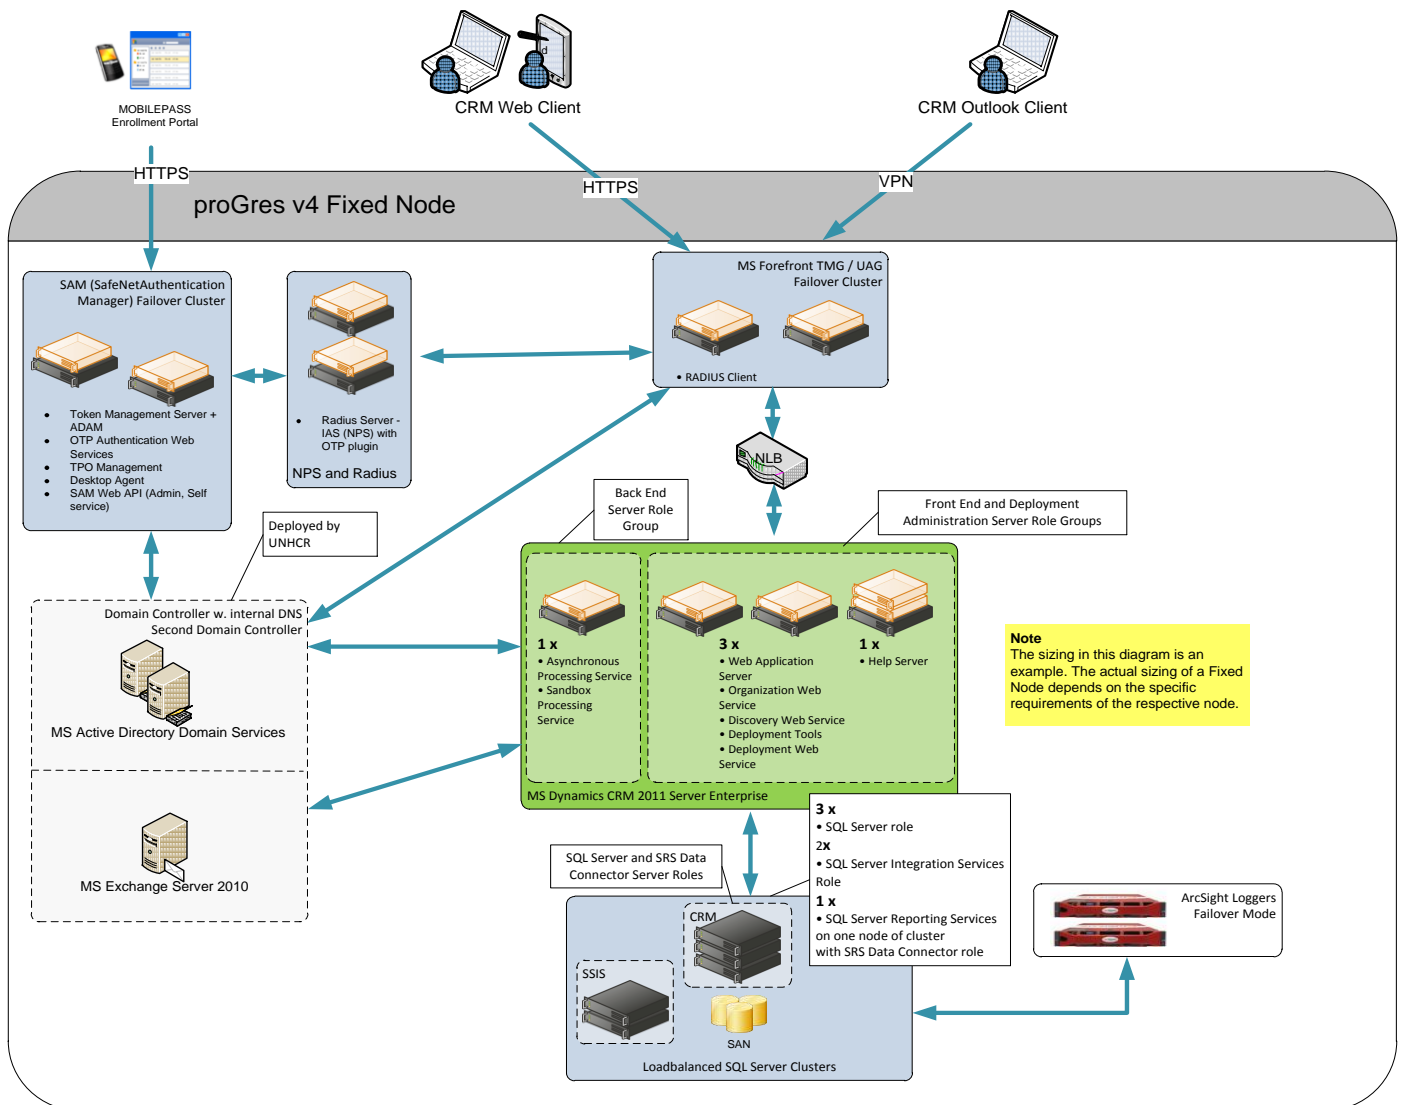 MOBILEPASS
Enrollment Portal
CRM Web Client
CRM Outlook Client
HTTPS
HTTPS
VPN
proGres v4 Fixed Node
SAM (SafeNetAuthentication
Manager) Failover Cluster
• Token Management Server +
ADAM
• OTP Authentication Web
Services
• TPO Management
• Desktop Agent
• SAM Web API (Admin, Self
service)
• Radius Server -
IAS (NPS) with
OTP plugin
NPS and Radius
MS Forefront TMG / UAG
Failover Cluster
• RADIUS Client
NLB
Back End
Server Role
Group
Front End and Deployment
Administration Server Role Groups
Deployed by
UNHCR
Domain Controller w. internal DNS
Second Domain Controller
MS Active Directory Domain Services
MS Exchange Server 2010
1 x
• Asynchronous
Processing Service
• Sandbox
Processing
Service
3 x
• Web Application
Server
• Organization Web
Service
• Discovery Web Service
• Deployment Tools
• Deployment Web
Service
1 x
• Help Server
MS Dynamics CRM 2011 Server Enterprise
Note
The sizing in this diagram is an
example. The actual sizing of a Fixed
Node depends on the specific
requirements of the respective node.
3 x
• SQL Server role
2x
• SQL Server Integration Services
Role
1 x
• SQL Server Reporting Services
on one node of cluster
with SRS Data Connector role
SQL Server and SRS Data
Connector Server Roles
CRM
SSIS
SAN
Loadbalanced SQL Server Clusters
ArcSight Loggers
Failover Mode